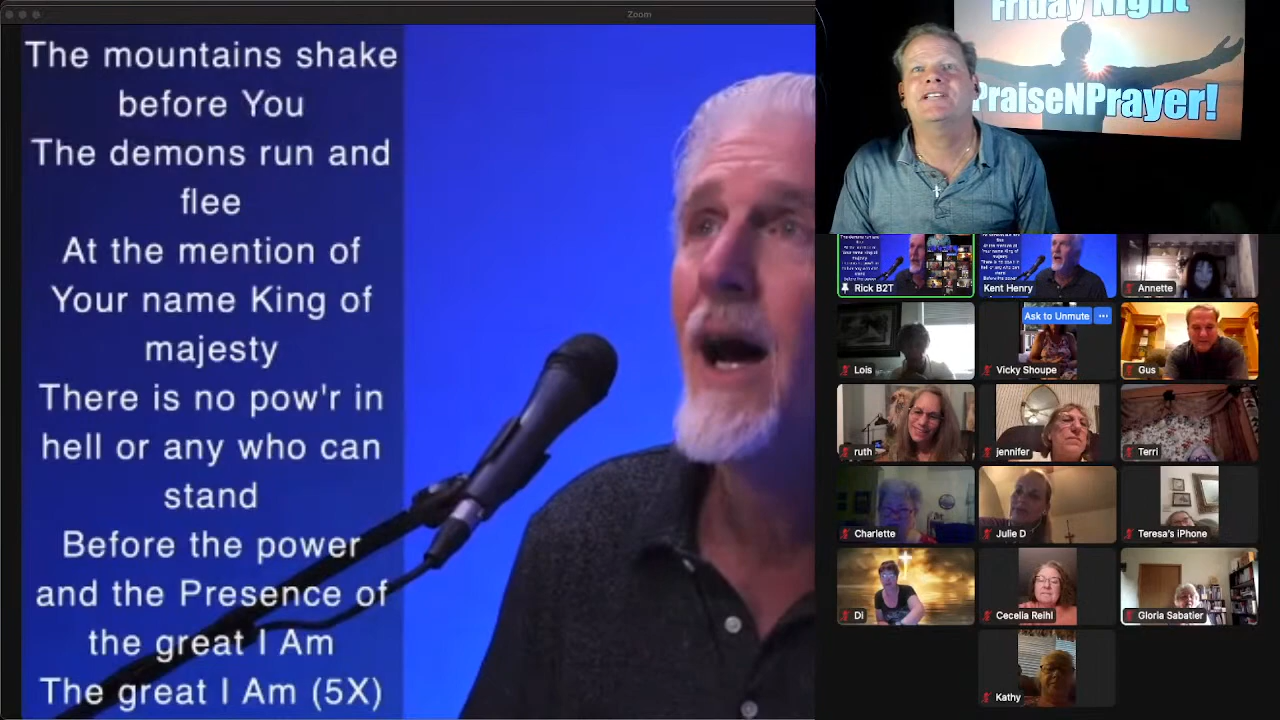 Zoom
The mountains shake
before You
The demons run and
flee
At the mention of
Your name King of
majesty
There is no pow'r in
hell or any who can
stand
Before the power
and the Presence of
the great I Am
The great I Am (5X)
Friday Night
PraiseNPrayer!
Rick B2T
Kent Henry
Annette
Lois
Ask to Unmute
Vicky Shoupe
Gus
ruth
jennifer
Terri
Charlette
Julie D
Teresa's iPhone
Di
Cecelia Reihl
Gloria Sabatier
Kathy